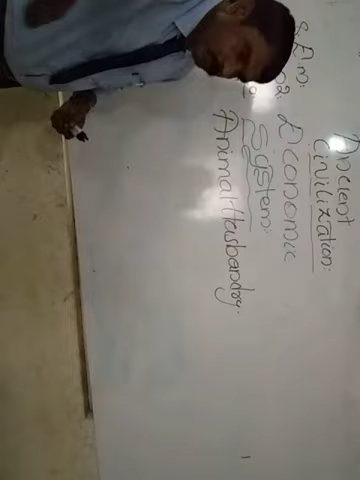 Ancient
Civilization:
Economic
System:
Animal Husbandry.